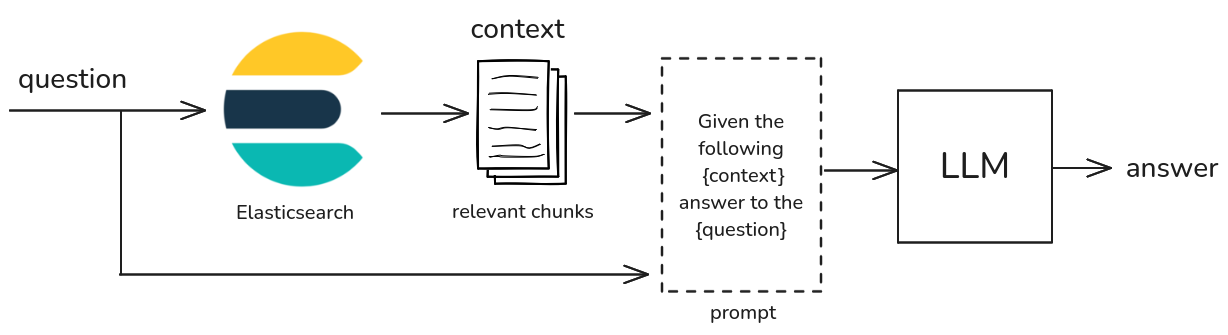 question
Elasticsearch
context
relevant chunks
Given the
following
{context}
answer to the
{question}
prompt
LLM
answer